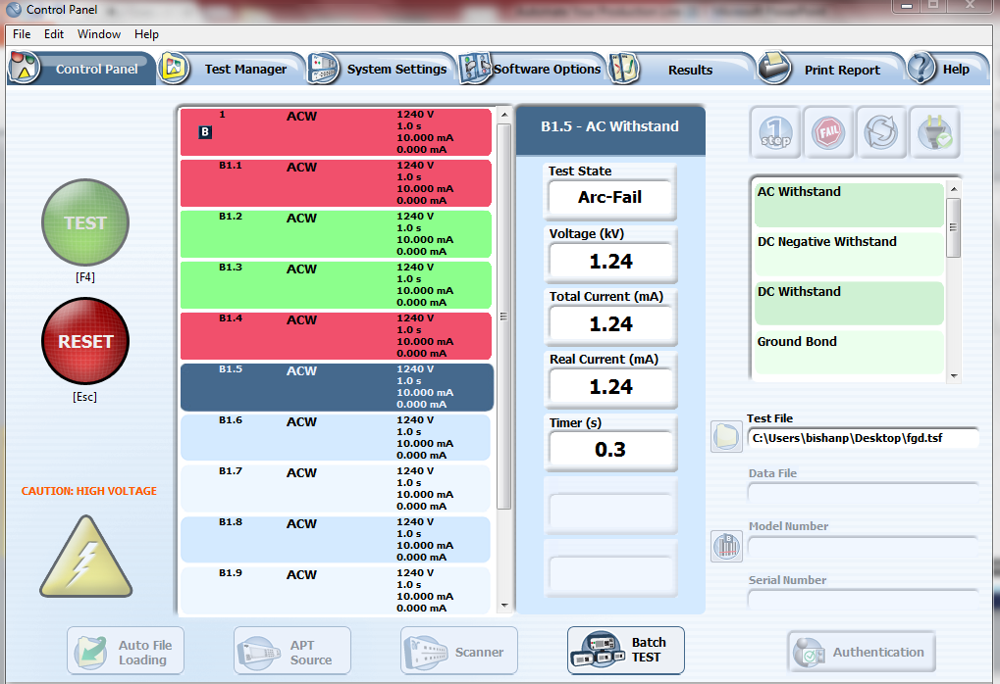 Control Panel
File Edit Window Help
Control Panel Test Manager System Settings Software Options Results Print Report Help
TEST
[F4]
RESET
[Esc]
CAUTION: HIGH VOLTAGE
1 ACW 1240 V
B
1.0 s
10.000 mA
0.000 mA
B1.1 ACW 1240 V
1.0 s
10.000 mA
0.000 mA
B1.2 ACW 1240 V
1.0 s
10.000 mA
0.000 mA
B1.3 ACW 1240 V
1.0 s
10.000 mA
0.000 mA
B1.4 ACW 1240 V
1.0 s
10.000 mA
0.000 mA
B1.5 ACW 1240 V
1.0 s
10.000 mA
0.000 mA
B1.6 ACW 1240 V
1.0 s
10.000 mA
0.000 mA
B1.7 ACW 1240 V
1.0 s
10.000 mA
0.000 mA
B1.8 ACW 1240 V
1.0 s
10.000 mA
0.000 mA
B1.9 ACW 1240 V
1.0 s
10.000 mA
0.000 mA
B1.5 - AC Withstand
Test State
Arc-Fail
Voltage (kV)
1.24
Total Current (mA)
1.24
Real Current (mA)
1.24
Timer (s)
0.3
1
step
FAIL
AC Withstand
DC Negative Withstand
DC Withstand
Ground Bond
Test File
C:\Users\bishanp\Desktop\fgd.tsf
Data File
Model Number
Serial Number
Auto File
Loading
APT
Source
Scanner
Batch
TEST
Authentication